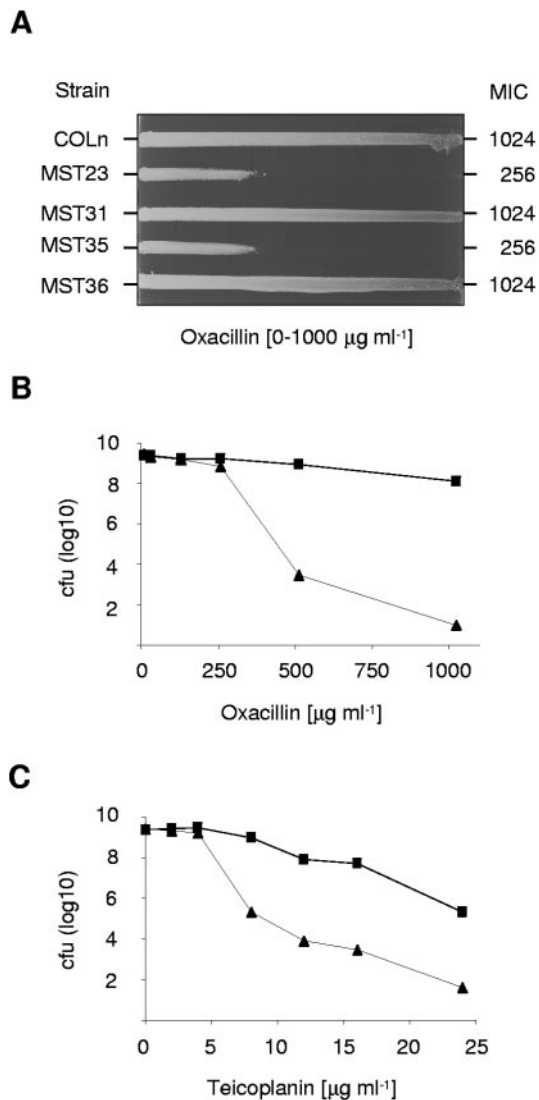 A
Strain MIC
COLn 1024
MST23 256
MST31 1024
MST35 256
MST36 1024
Oxacillin [0-1000 µg ml⁻¹]
B
10
8
6
4
2
cfu (log10)
0 250 500 750 1000
Oxacillin [µg ml⁻¹]
C
10
8
6
4
2
cfu (log10)
0 5 10 15 20 25
Teicoplanin [µg ml⁻¹]